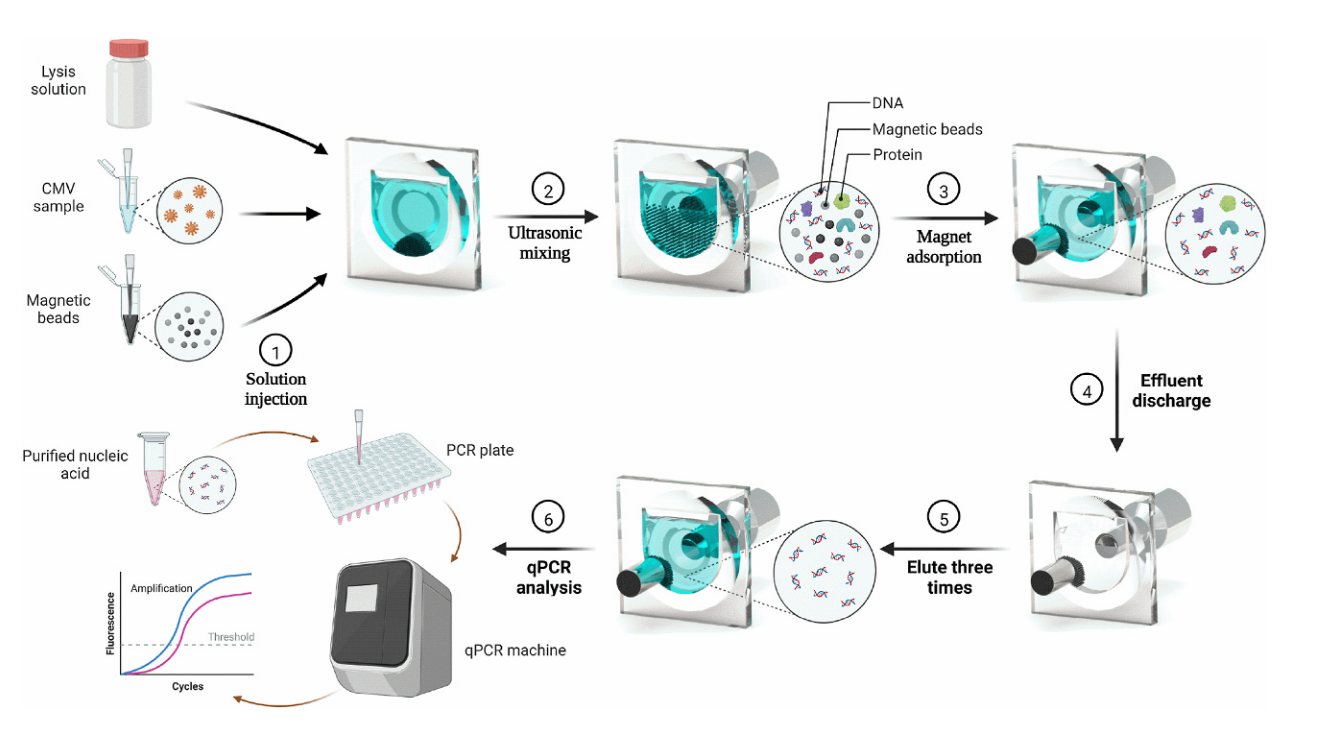 Lysis
solution
CMV
sample
Magnetic
beads
1
Solution
injection
2
Ultrasonic
mixing
DNA
Magnetic beads
Protein
3
Magnet
adsorption
4
Effluent
discharge
5
Elute three
times
6
qPCR
analysis
Purified nucleic
acid
PCR plate
qPCR machine
Amplification
Threshold
Fluorescence
Cycles